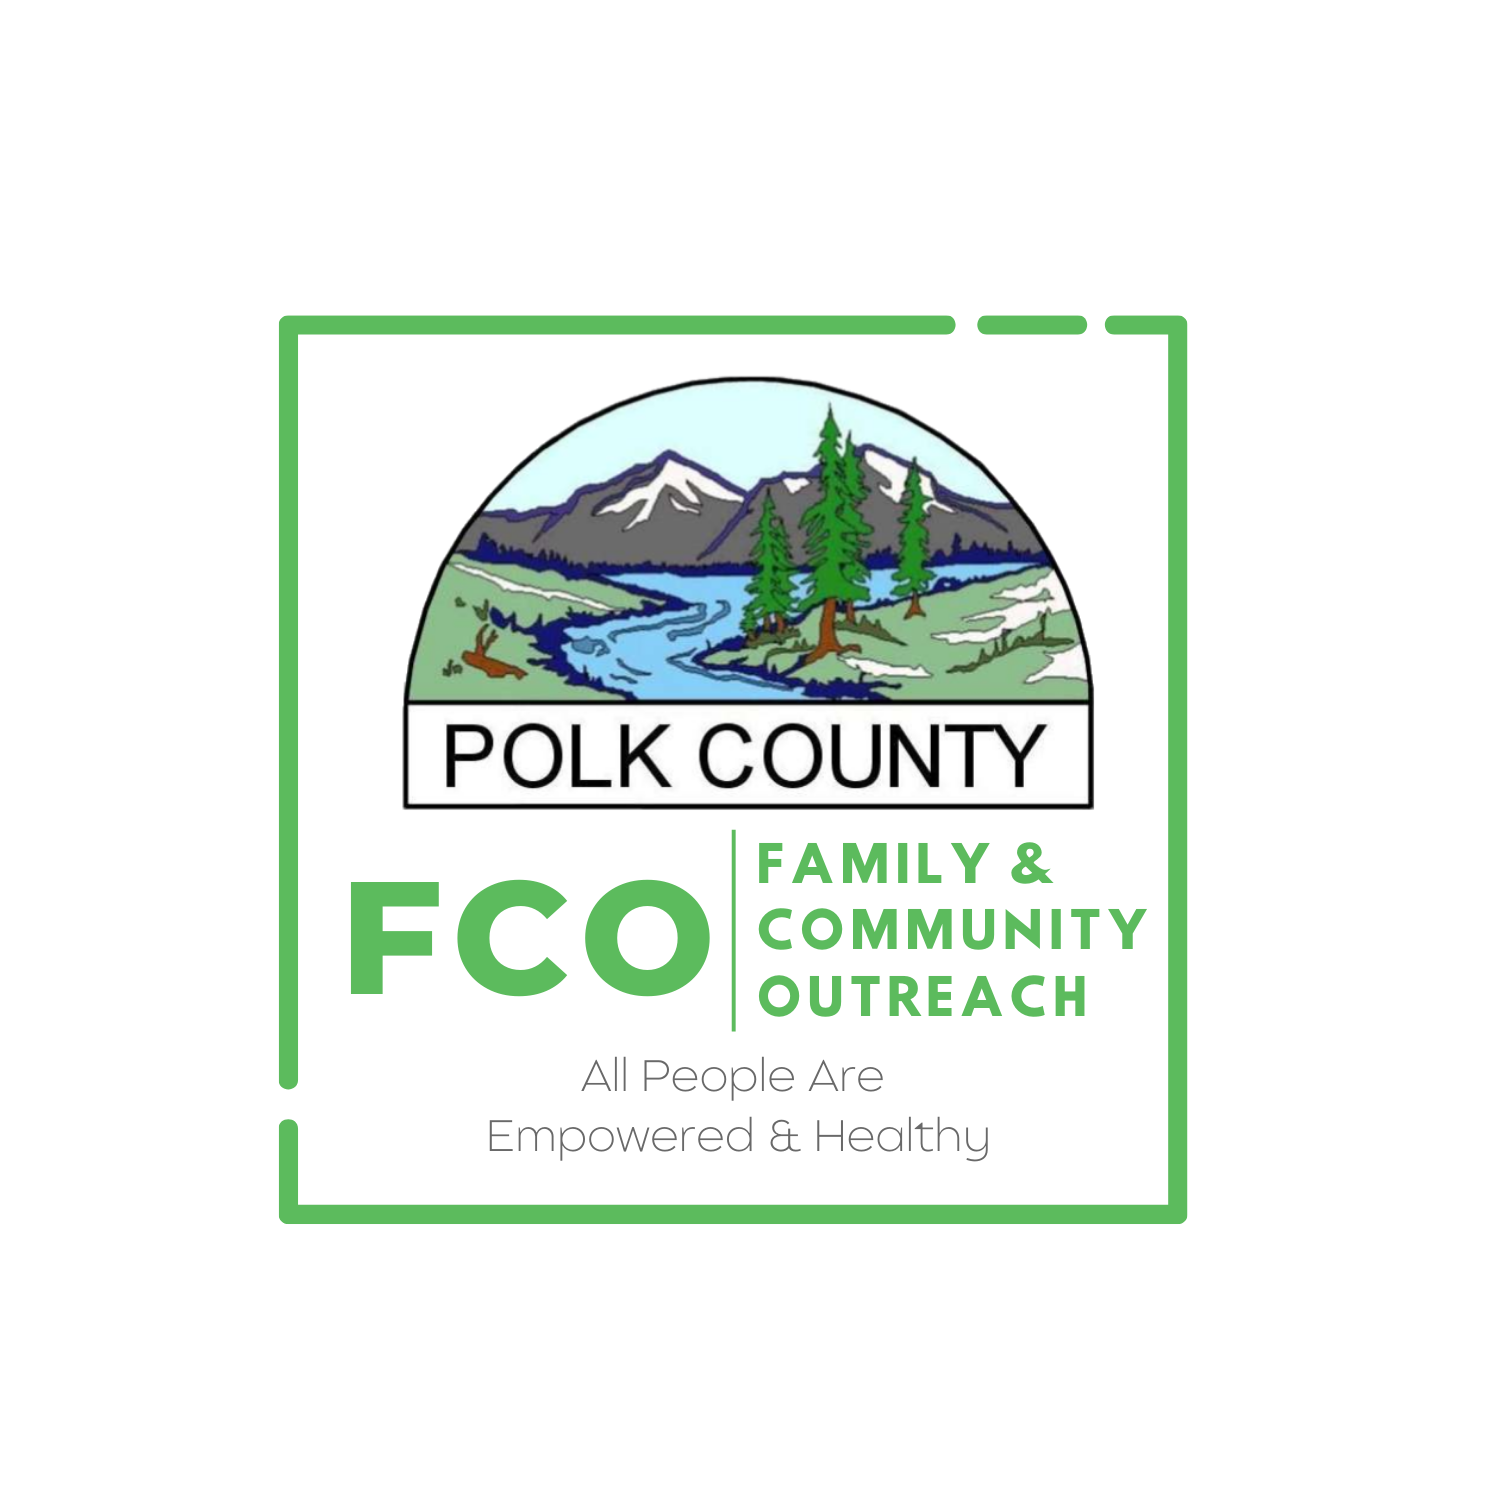 POLK COUNTY
FCO
FAMILY &
COMMUNITY
OUTREACH
All People Are
Empowered & Healthy